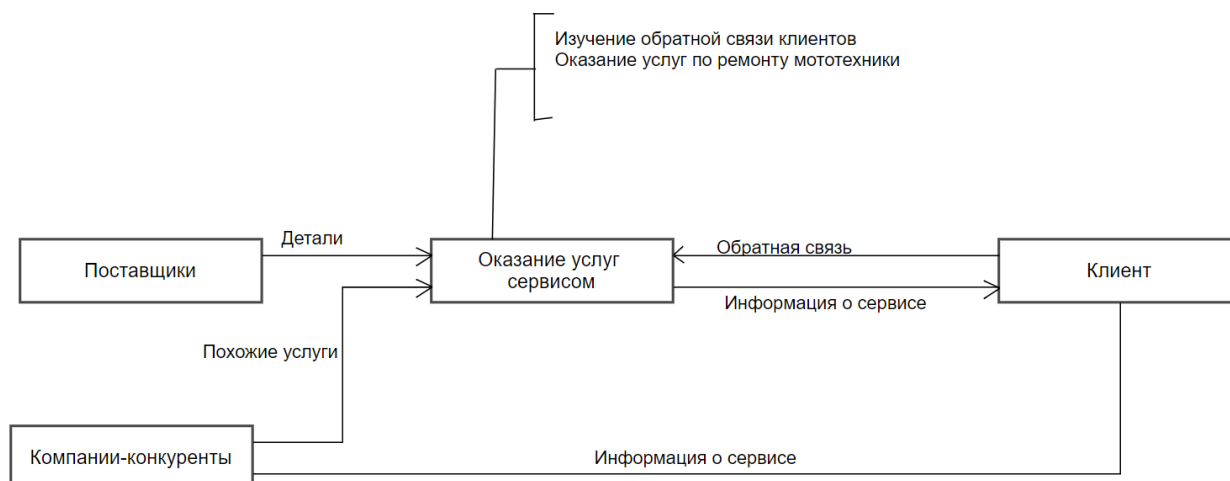 Изучение обратной связи клиентов
Оказание услуг по ремонту мототехники
Детали
Обратная связь
Поставщики
Оказание услуг
сервисом
Клиент
Информация о сервисе
Похожие услуги
Компании-конкуренты
Информация о сервисе